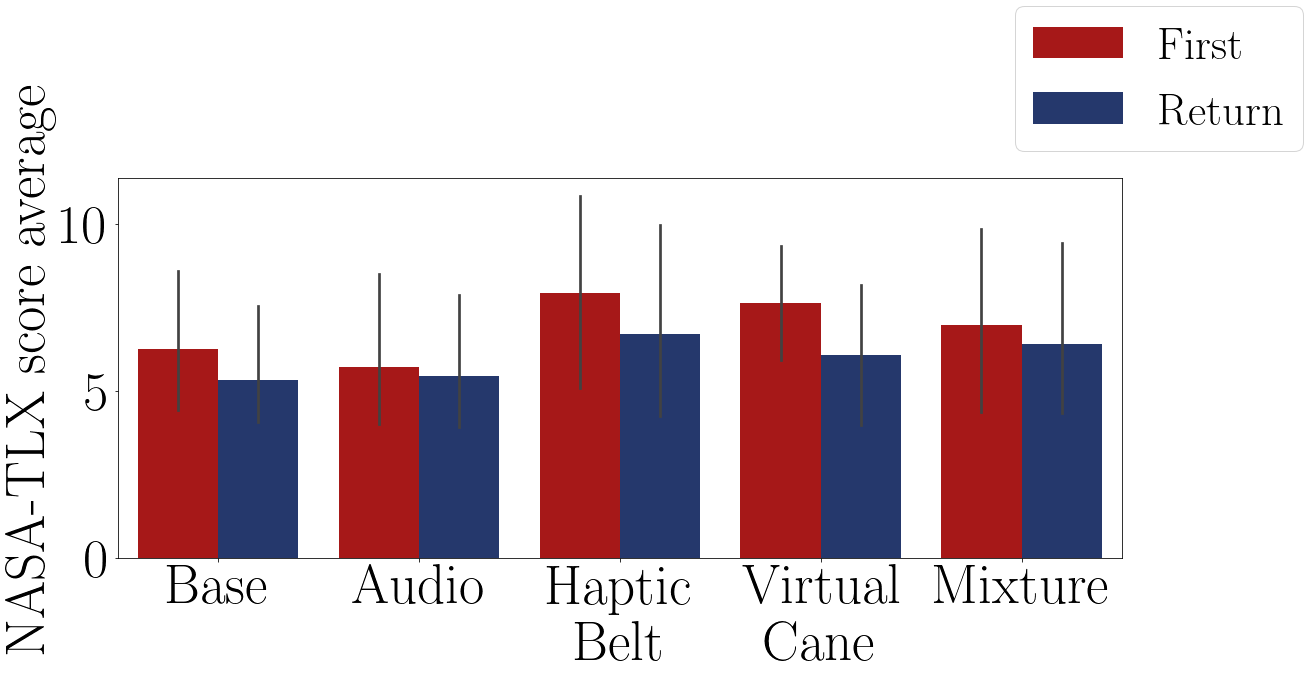 First
Return
NASA-TLX score average
10
5
0
Base
Audio
Haptic
Belt
Virtual
Cane
Mixture